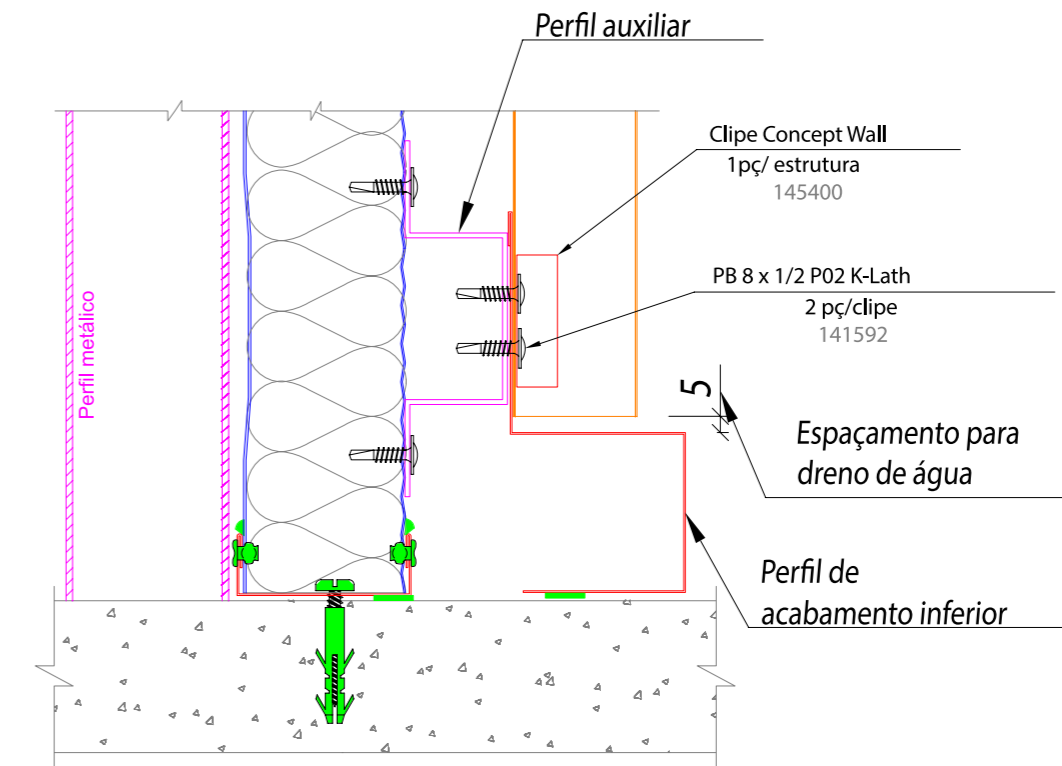 Perfil auxiliar
Clipe Concept Wall
1pç/ estrutura
145400
PB 8 x 1/2 P02 K-Lath
2 pç/clipe
141592
Perfil metálico
5
Espaçamento para
dreno de água
Perfil de
acabamento inferior